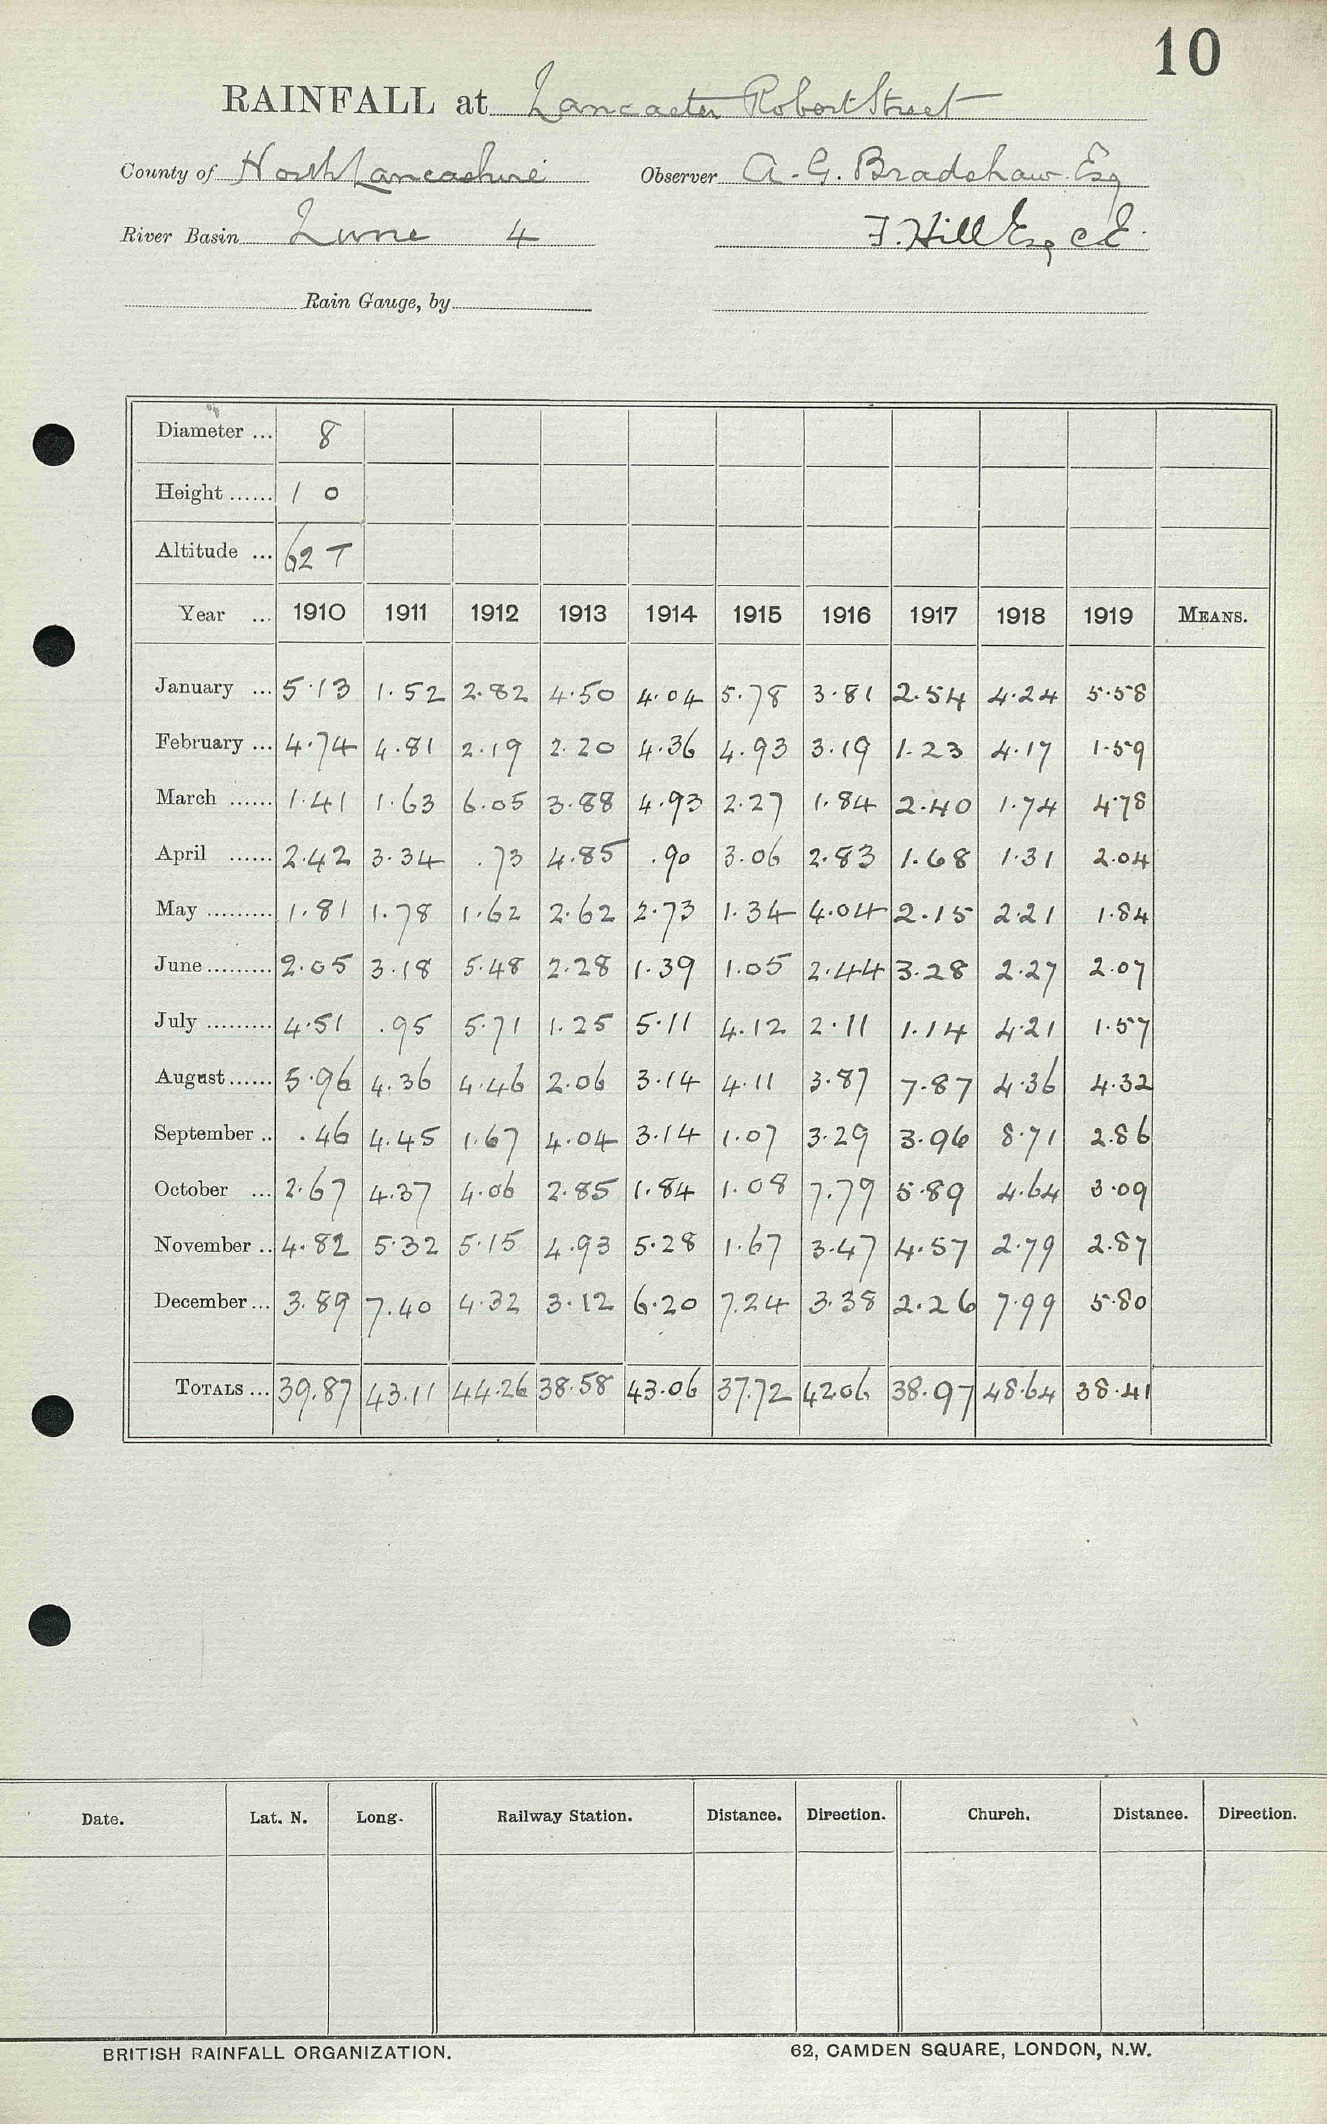 10
RAINFALL at Lancaster Robert Street
County of North Lancashire Observer A. G. Bradshaw Esq
River Basin Lune 4 F. Hill Esq C.E.
Rain Gauge, by
Diameter ... 8
Height ...... 1 0
Altitude ... 62 T
Year ... 1910 1911 1912 1913 1914 1915 1916 1917 1918 1919 MEANS.
January ... 5.13 1.52 2.82 4.50 4.04 5.78 3.81 2.54 4.24 5.58
February ... 4.74 4.81 2.19 2.20 4.36 4.93 3.19 1.23 4.17 1.59
March ...... 1.41 1.63 6.05 3.88 4.93 2.27 1.84 2.40 1.74 4.78
April ...... 2.42 3.34 .73 4.85 .90 3.06 2.83 1.68 1.31 2.04
May ......... 1.81 1.78 1.62 2.62 2.73 1.34 4.04 2.15 2.21 1.84
June ......... 2.05 3.18 5.48 2.28 1.39 1.05 2.44 3.28 2.27 2.07
July ......... 4.51 .95 5.71 1.25 5.11 4.12 2.11 1.14 4.21 1.57
August ...... 5.96 4.36 4.46 2.06 3.14 4.11 3.87 7.87 4.36 4.32
September .. .46 4.45 1.67 4.04 3.14 1.07 3.29 3.96 8.71 2.86
October ... 2.67 4.37 4.06 2.85 1.84 1.08 7.79 5.89 4.64 3.09
November .. 4.82 5.32 5.15 4.93 5.28 1.67 3.47 4.57 2.79 2.87
December ... 3.89 7.40 4.32 3.12 6.20 7.24 3.38 2.26 7.99 5.80
TOTALS ... 39.87 43.11 44.26 38.58 43.06 37.72 42.06 38.97 48.64 38.41
Date. Lat. N. Long. Railway Station. Distance. Direction. Church. Distance. Direction.
BRITISH RAINFALL ORGANIZATION. 62, CAMDEN SQUARE, LONDON, N.W.